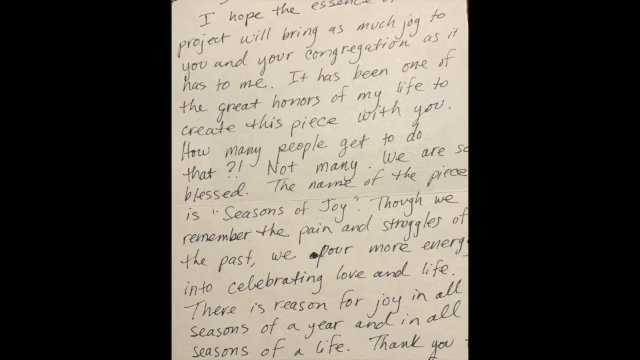 I hope the essence
project will bring as much joy to
you and your congregation as it
has to me. It has been one of
the great honors of my life to
create this piece with you.
How many people get to do
that?! Not many. We are so
blessed. The name of the piece
is "Seasons of Joy". Though we
remember the pain and struggles of
the past, we pour more energy
into celebrating love and life.
There is reason for joy in all
seasons of a year and in all
seasons of a life. Thank you